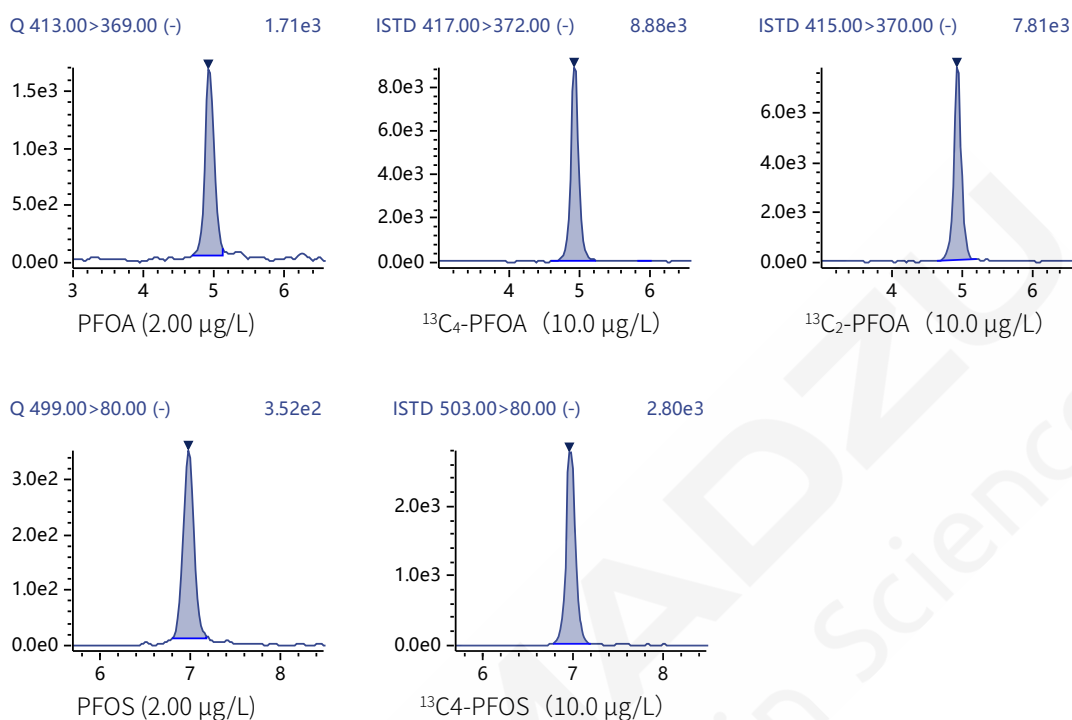 Q 413.00>369.00 (-) 1.71e3
ISTD 417.00>372.00 (-) 8.88e3
ISTD 415.00>370.00 (-) 7.81e3
1.5e3
1.0e3
5.0e2
0.0e0
3 4 5 6
8.0e3
6.0e3
4.0e3
2.0e3
0.0e0
4 5 6
6.0e3
4.0e3
2.0e3
0.0e0
4 5 6
PFOA (2.00 µg/L)
¹³C₄-PFOA（10.0 µg/L）
¹³C₂-PFOA（10.0 µg/L）
Q 499.00>80.00 (-) 3.52e2
ISTD 503.00>80.00 (-) 2.80e3
3.0e2
2.0e2
1.0e2
0.0e0
6 7 8
2.0e3
1.0e3
0.0e0
6 7 8
PFOS (2.00 µg/L)
¹³C4-PFOS（10.0 µg/L）
MADZU
in Science